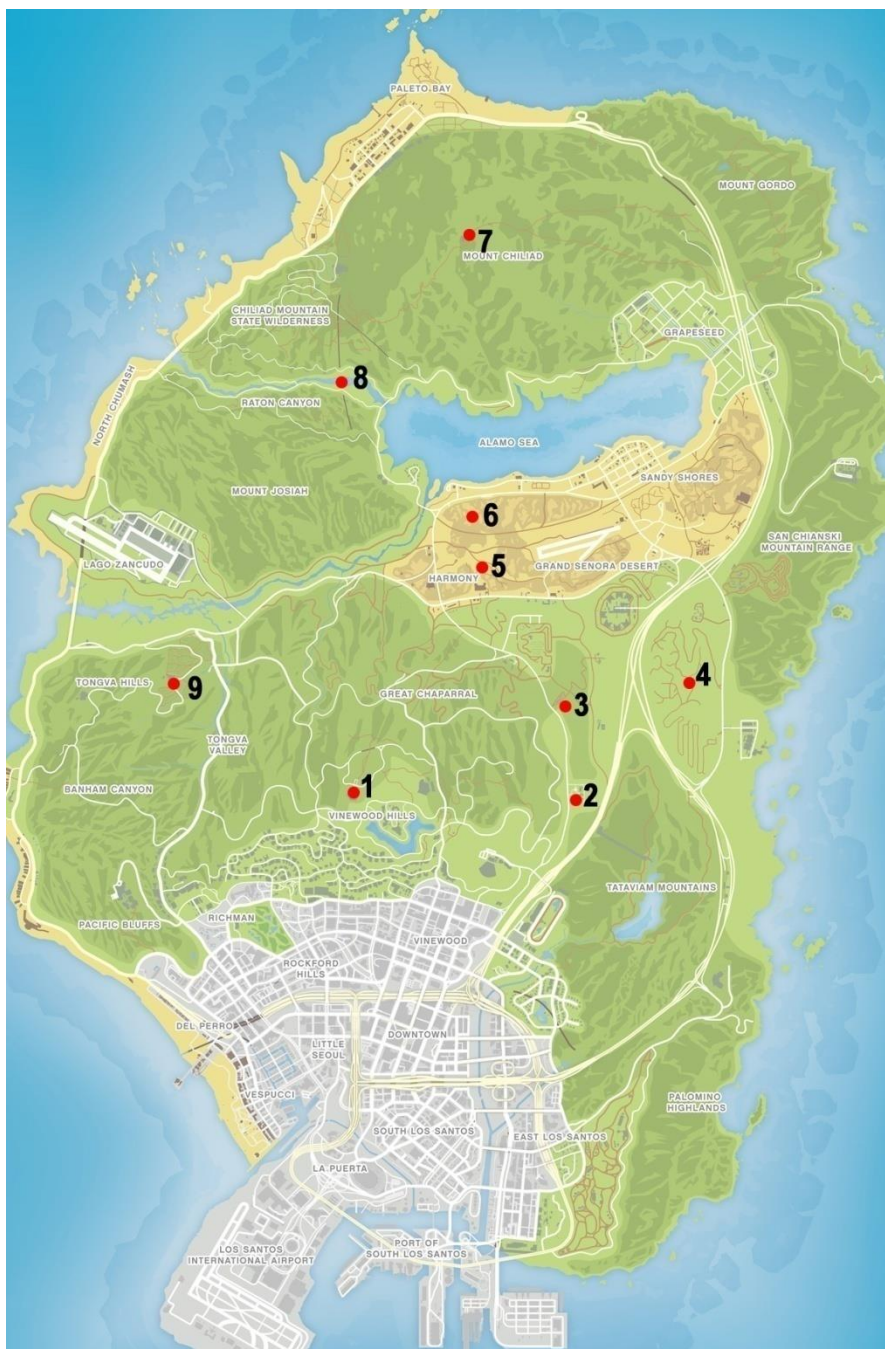 PALETO BAY
MOUNT GORDO
7
MOUNT CHILIAD
CHILIAD MOUNTAIN
STATE WILDERNESS
GRAPESEED
8
RATON CANYON
NORTH CHUMASH
ALAMO SEA
SANDY SHORES
MOUNT JOSIAH
6
SAN CHIANSKI
MOUNTAIN RANGE
LAGO ZANCUDO
5
HARMONY
GRAND SENORA DESERT
TONGVA HILLS
9
GREAT CHAPARRAL
4
3
TONGVA
VALLEY
BANHAM CANYON
1
2
VINEWOOD HILLS
TATAVIAM MOUNTAINS
PACIFIC BLUFFS
RICHMAN
VINEWOOD
ROCKFORD
HILLS
DEL PERRO
LITTLE
SEOUL
DOWNTOWN
VESPUCCI
PALOMINO
HIGHLANDS
SOUTH LOS SANTOS
EAST LOS SANTOS
LA PUERTA
LOS SANTOS
INTERNATIONAL AIRPORT
PORT OF
SOUTH LOS SANTOS